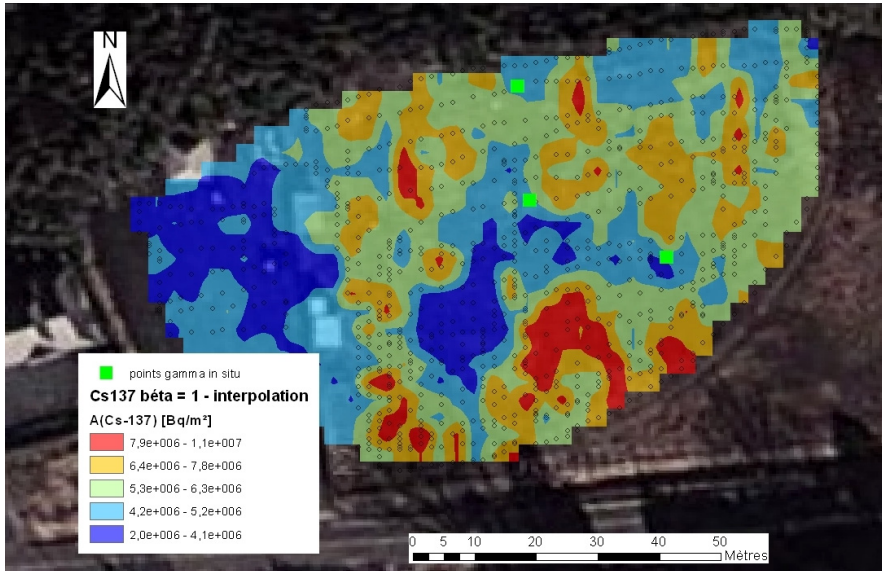 N
points gamma in situ
Cs137 béta = 1 - interpolation
A(Cs-137) [Bq/m²]
7,9e+006 - 1,1e+007
6,4e+006 - 7,8e+006
5,3e+006 - 6,3e+006
4,2e+006 - 5,2e+006
2,0e+006 - 4,1e+006
0 5 10 20 30 40 50
Mètres